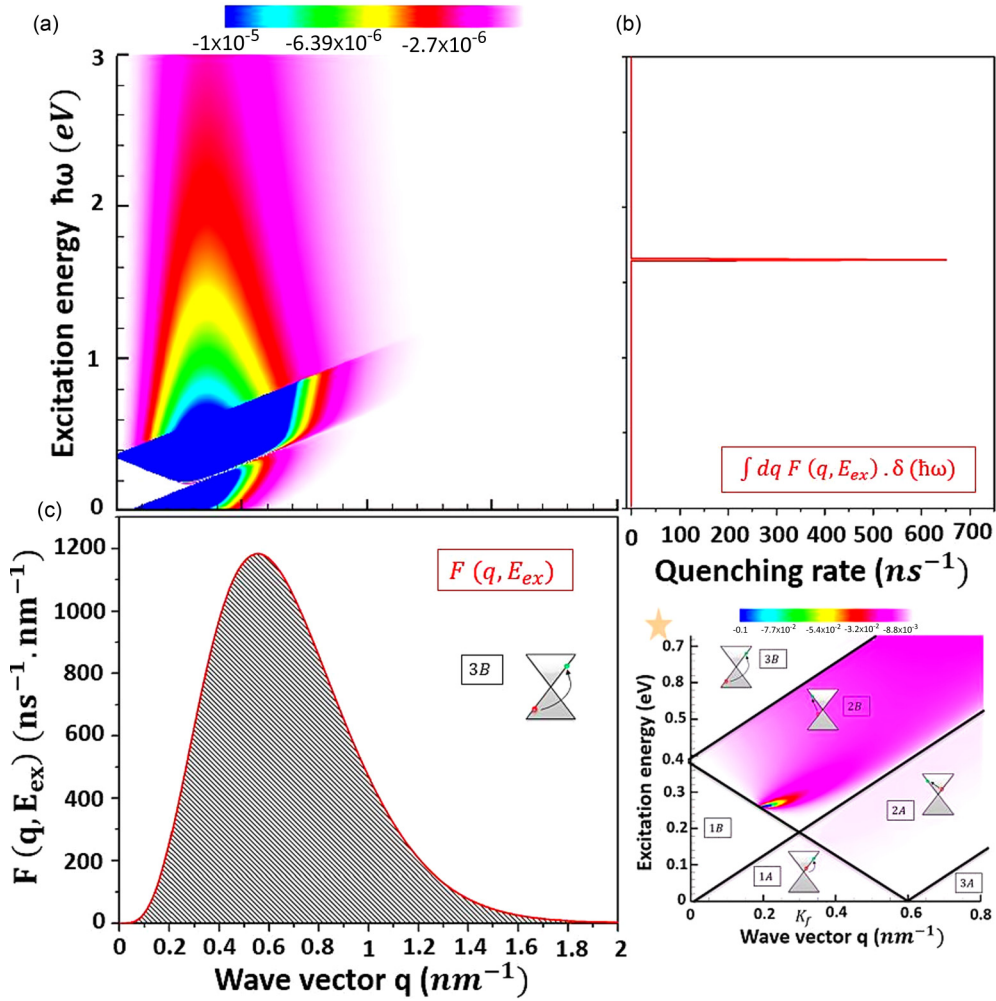 (a)
-1x10⁻⁵ -6.39x10⁻⁶ -2.7x10⁻⁶
Excitation energy ħω (eV)
3
2
1
0
(b)
∫ dq F (q, E_ex) . δ (ħω)
0 100 200 300 400 500 600 700
Quenching rate (ns⁻¹)
(c)
F (q, E_ex) (ns⁻¹. nm⁻¹)
1200
1000
800
600
400
200
0
F (q, E_ex)
3B
0 0.2 0.4 0.6 0.8 1 1.2 1.4 1.6 1.8 2
Wave vector q (nm⁻¹)
-0.1 -7.7x10⁻² -5.4x10⁻² -3.2x10⁻² -8.8x10⁻³
Excitation energy (eV)
0.7
0.8
0.5
0.4
0.3
0.2
0.1
0
3B
2B
2A
1B
1A
3A
0 0.2 K_f 0.4 0.6 0.8
Wave vector q (nm⁻¹)